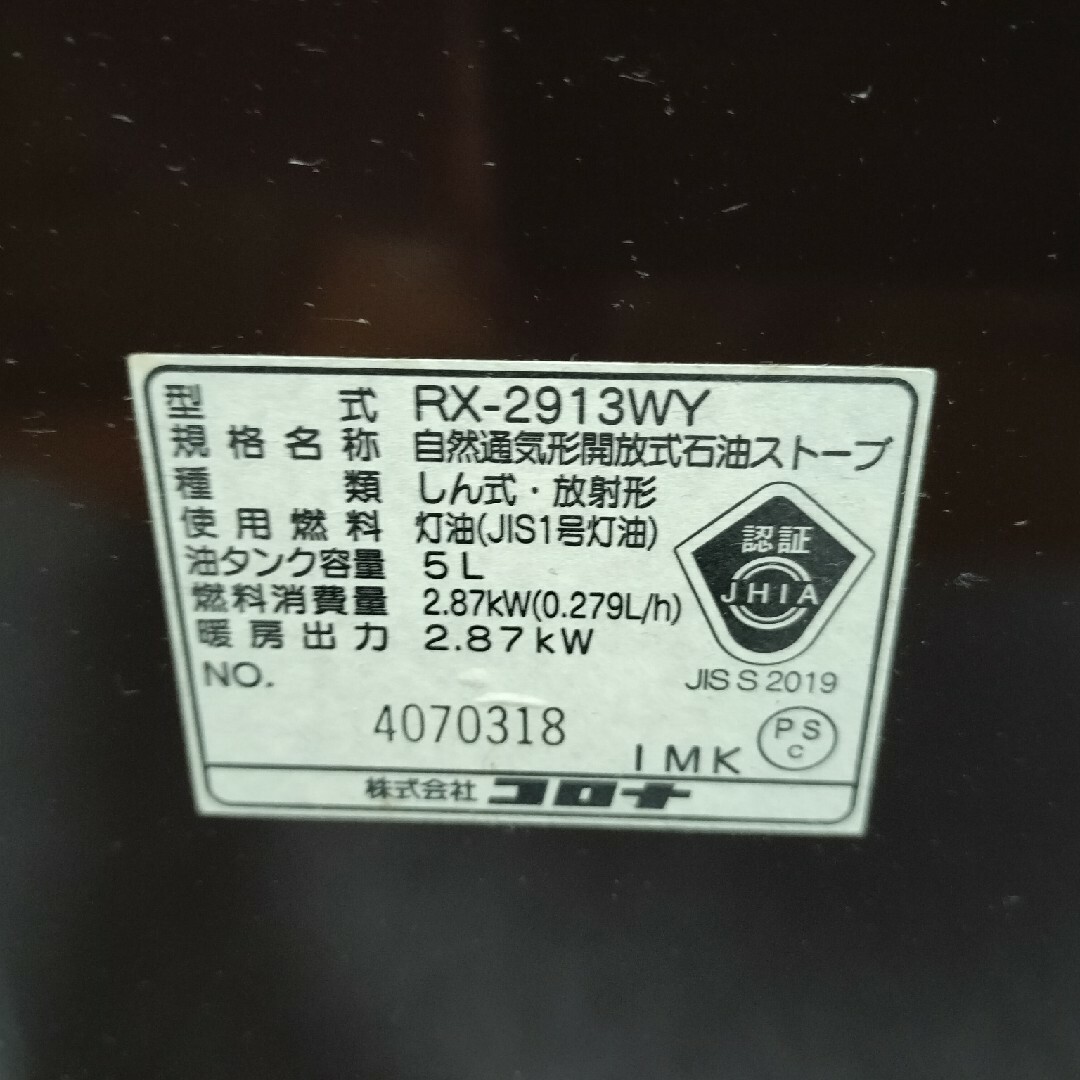 型式 RX-2913WY
規格名称 自然通気形開放式石油ストーブ
種類 しん式・放射形
使用燃料 灯油(JIS1号灯油)
油タンク容量 5L
燃料消費量 2.87kW(0.279L/h)
暖房出力 2.87kW
認証
JHIA
JIS S 2019
NO.
4070318
IMK
PS
C
株式会社 コロナ